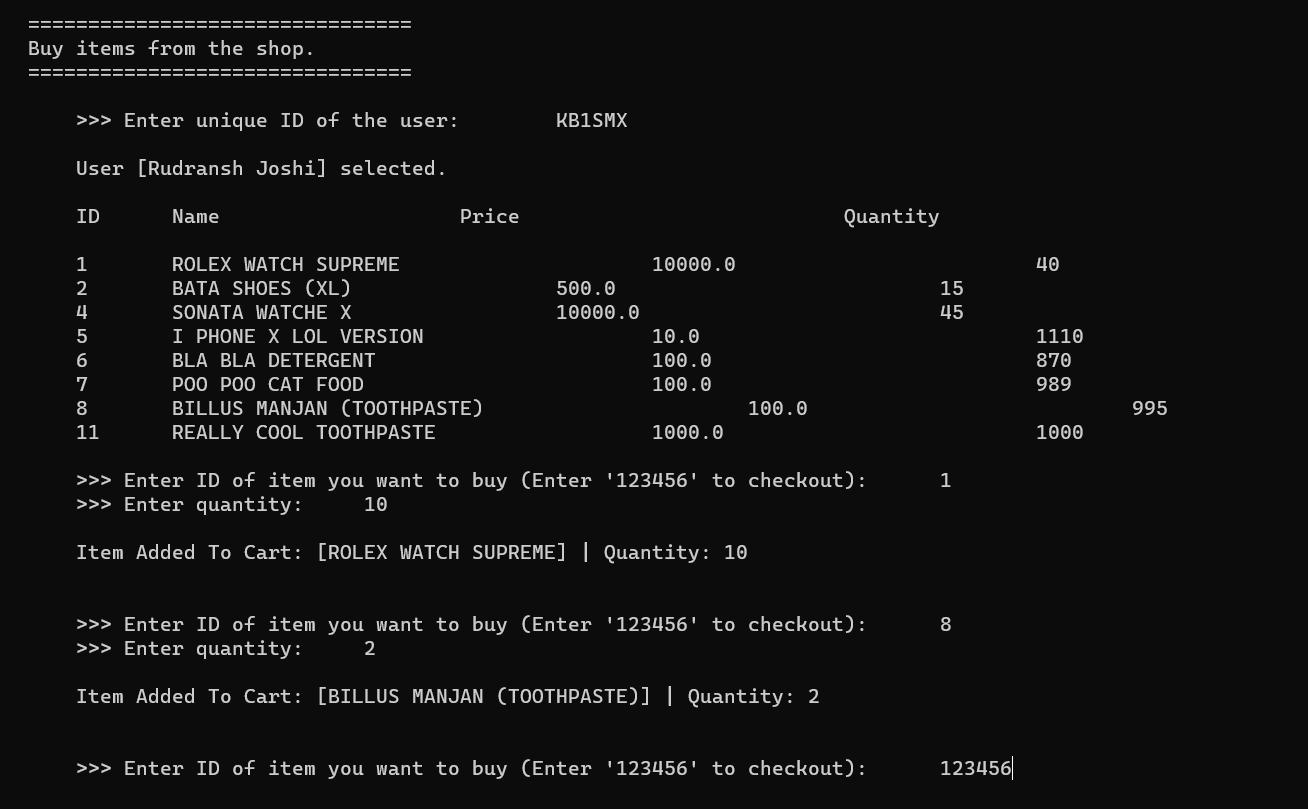 ================================
Buy items from the shop.
================================
>>> Enter unique ID of the user:        KB1SMX
User [Rudransh Joshi] selected.
ID      Name                    Price                           Quantity
1       ROLEX WATCH SUPREME                     10000.0                         40
2       BATA SHOES (XL)                 500.0                           15
4       SONATA WATCHE X                 10000.0                         45
5       I PHONE X LOL VERSION                   10.0                            1110
6       BLA BLA DETERGENT                       100.0                           870
7       POO POO CAT FOOD                        100.0                           989
8       BILLUS MANJAN (TOOTHPASTE)                      100.0                           995
11      REALLY COOL TOOTHPASTE                  1000.0                          1000
>>> Enter ID of item you want to buy (Enter '123456' to checkout):      1
>>> Enter quantity:     10
Item Added To Cart: [ROLEX WATCH SUPREME] | Quantity: 10
>>> Enter ID of item you want to buy (Enter '123456' to checkout):      8
>>> Enter quantity:     2
Item Added To Cart: [BILLUS MANJAN (TOOTHPASTE)] | Quantity: 2
>>> Enter ID of item you want to buy (Enter '123456' to checkout):      123456